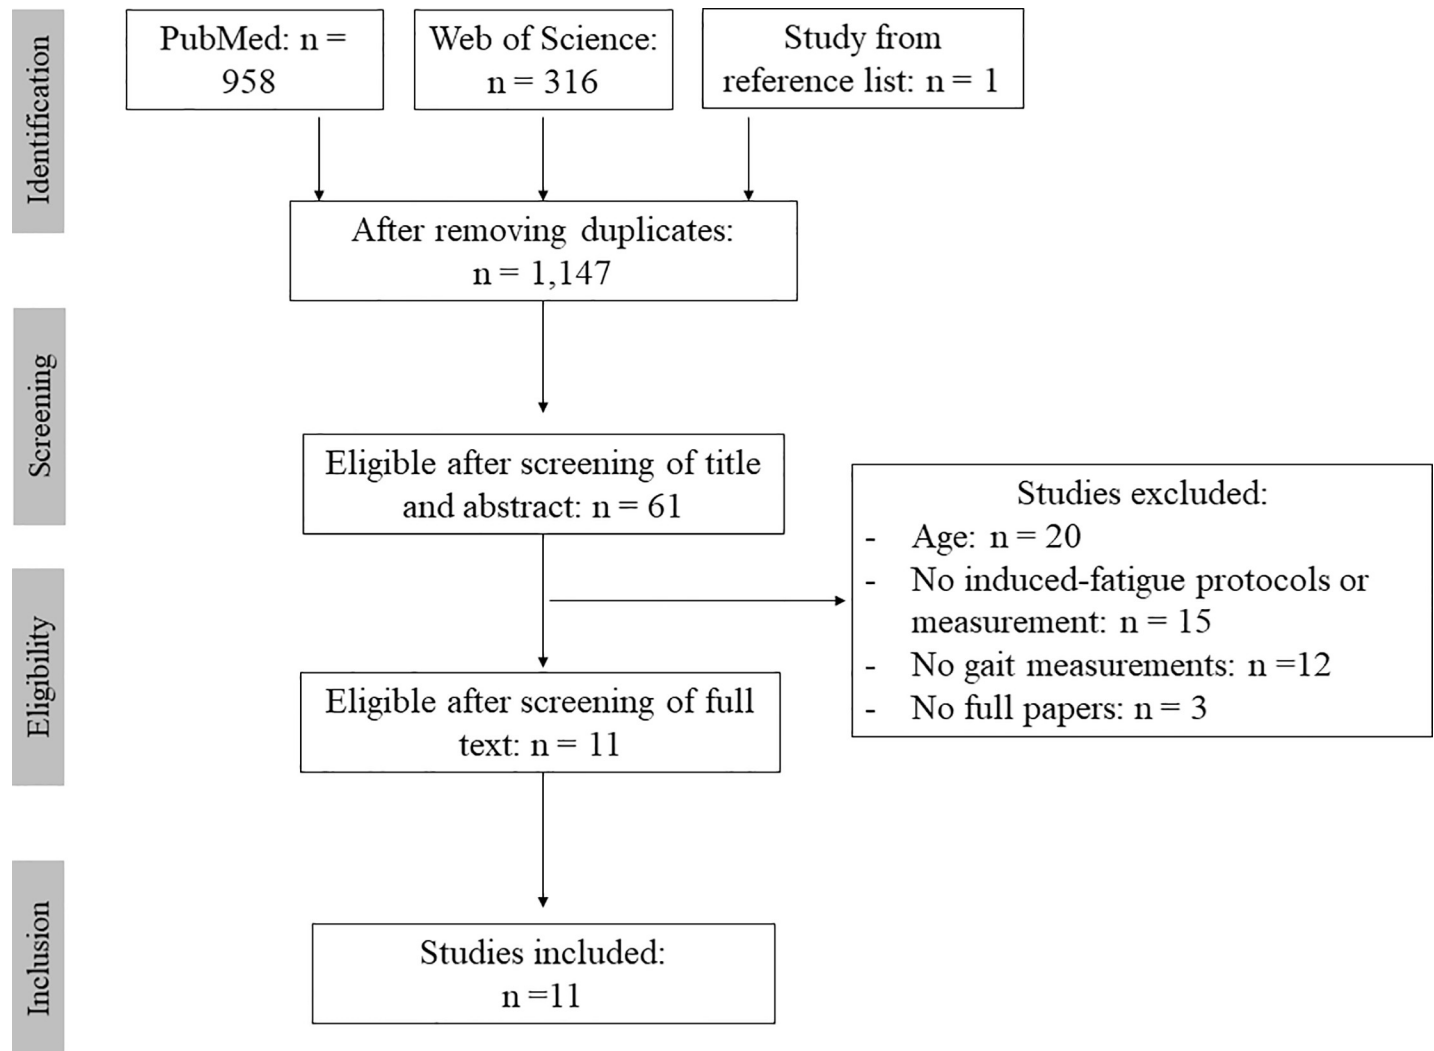 Identification
PubMed: n =
958
Web of Science:
n = 316
Study from
reference list: n = 1
After removing duplicates:
n = 1,147
Screening
Eligible after screening of title
and abstract: n = 61
Studies excluded:
- Age: n = 20
- No induced-fatigue protocols or
measurement: n = 15
- No gait measurements: n =12
- No full papers: n = 3
Eligibility
Eligible after screening of full
text: n = 11
Inclusion
Studies included:
n =11